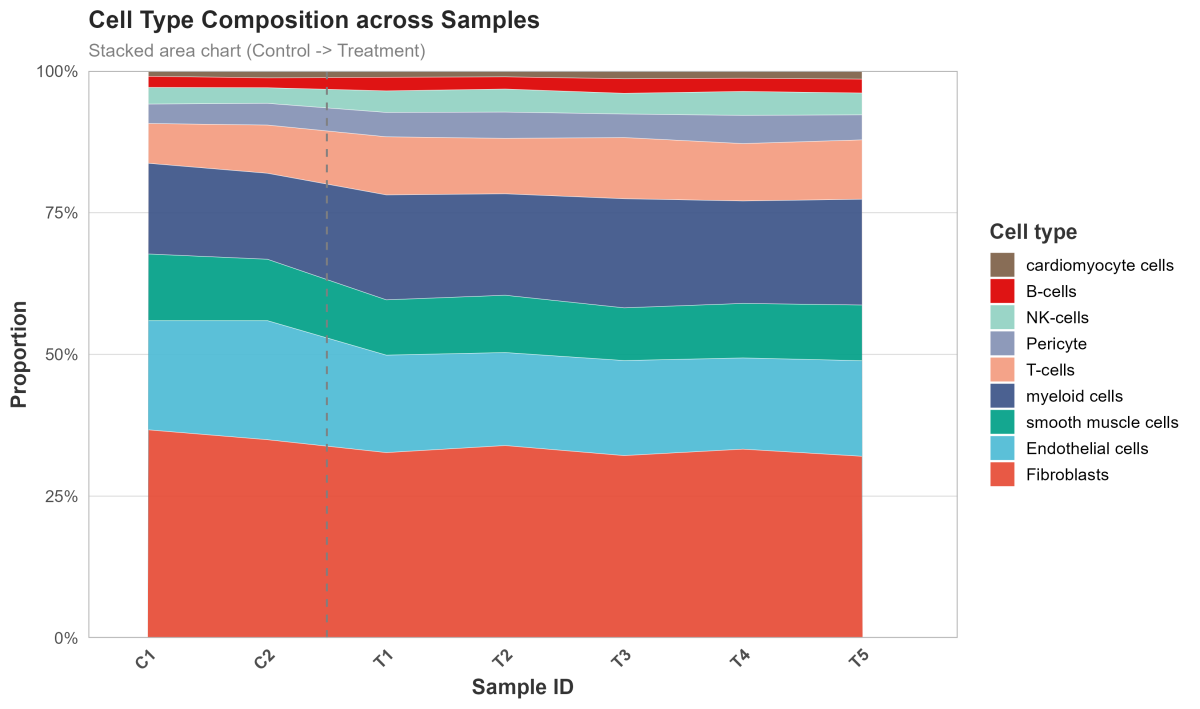 Cell Type Composition across Samples
Stacked area chart (Control -> Treatment)
100%
75%
50%
25%
0%
Proportion
C1
C2
T1
T2
T3
T4
T5
Sample ID
Cell type
cardiomyocyte cells
B-cells
NK-cells
Pericyte
T-cells
myeloid cells
smooth muscle cells
Endothelial cells
Fibroblasts